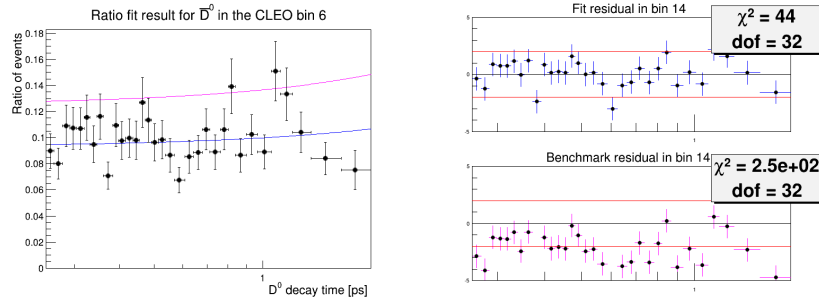 Ratio fit result for D̅⁰ in the CLEO bin 6
Ratio of events
0.18
0.16
0.14
0.12
0.1
0.08
0.06
0.04
0.02
0
1
D⁰ decay time [ps]
Fit residual in bin 14
χ² = 44
dof = 32
5
0
-5
1
Benchmark residual in bin 14
χ² = 2.5e+02
dof = 32
5
0
-5
1